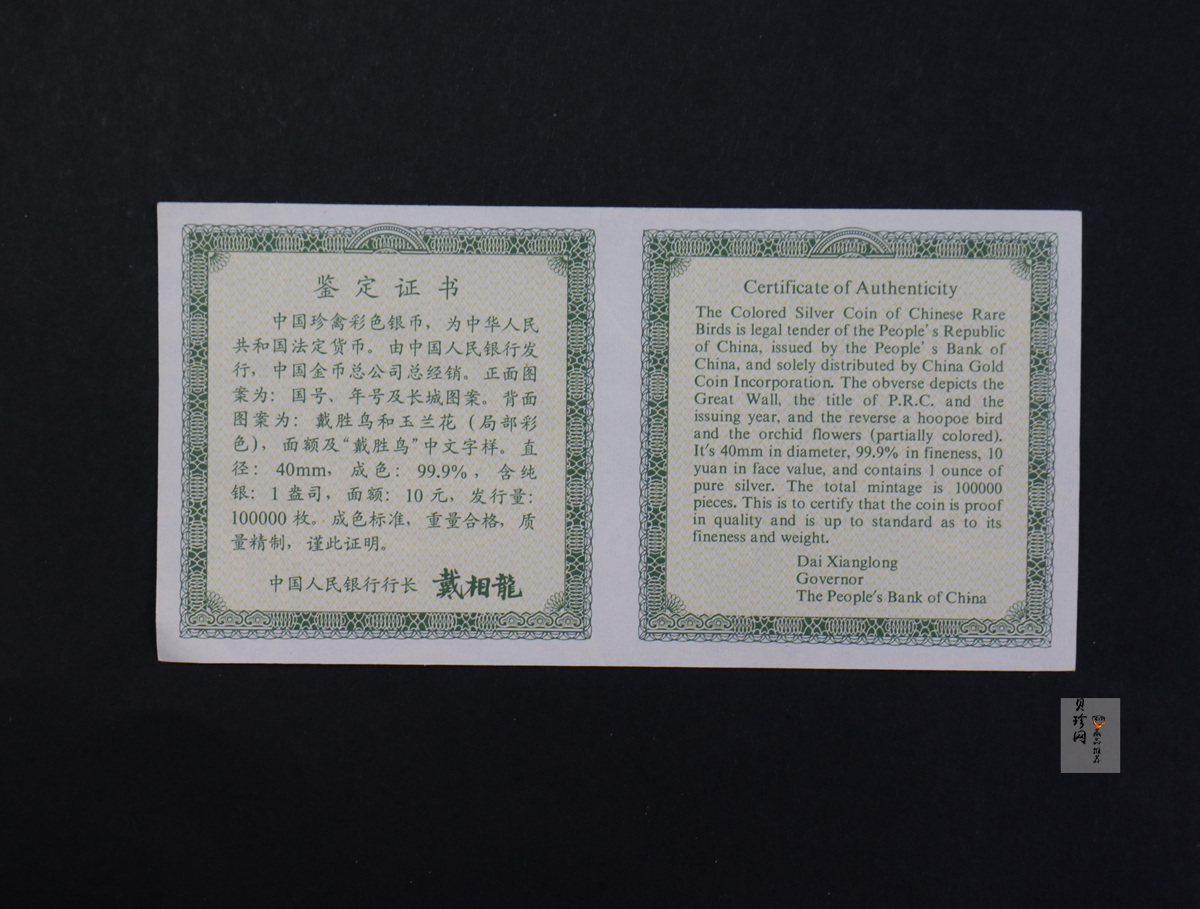 鉴定证书
中国珍禽彩色银币，为中华人民
共和国法定货币。由中国人民银行发
行，中国金币总公司总经销。正面图
案为：国号、年号及长城图案。背面
图案为：戴胜鸟和玉兰花（局部彩
色），面额及“戴胜鸟”中文字样。直
径：40mm，成色：99.9%，含纯
银：1盎司，面额：10元，发行量：
100000枚。成色标准，重量合格，质
量精制，谨此证明。
中国人民银行行长 戴相龍
Certificate of Authenticity
The Colored Silver Coin of Chinese Rare
Birds is legal tender of the People's Republic
of China, issued by the People's Bank of
China, and solely distributed by China Gold
Coin Incorporation. The obverse depicts the
Great Wall, the title of P.R.C. and the
issuing year, and the reverse a hoopoe bird
and the orchid flowers (partially colored).
It's 40mm in diameter, 99.9% in fineness, 10
yuan in face value, and contains 1 ounce of
pure silver. The total mintage is 100000
pieces. This is to certify that the coin is proof
in quality and is up to standard as to its
fineness and weight.
Dai Xianglong
Governor
The People's Bank of China
贝珍网